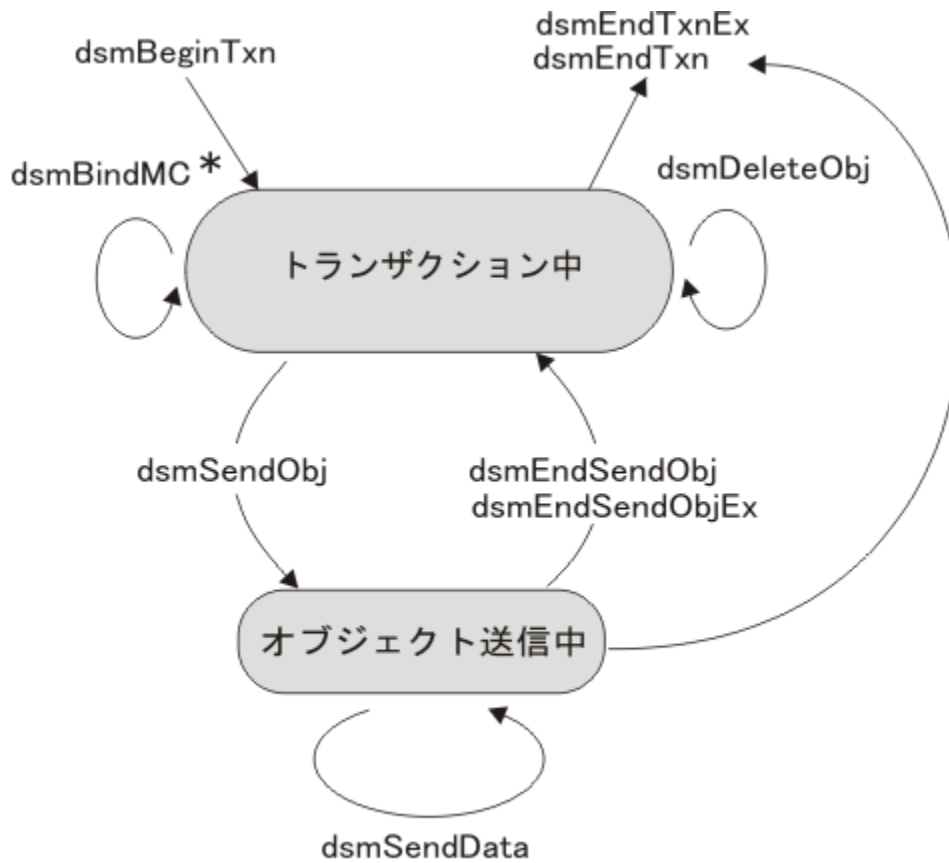 dsmBeginTxn
dsmEndTxnEx
dsmEndTxn
dsmBindMC *
dsmDeleteObj
トランザクション中
dsmSendObj
dsmEndSendObj
dsmEndSendObjEx
オブジェクト送信中
dsmSendData